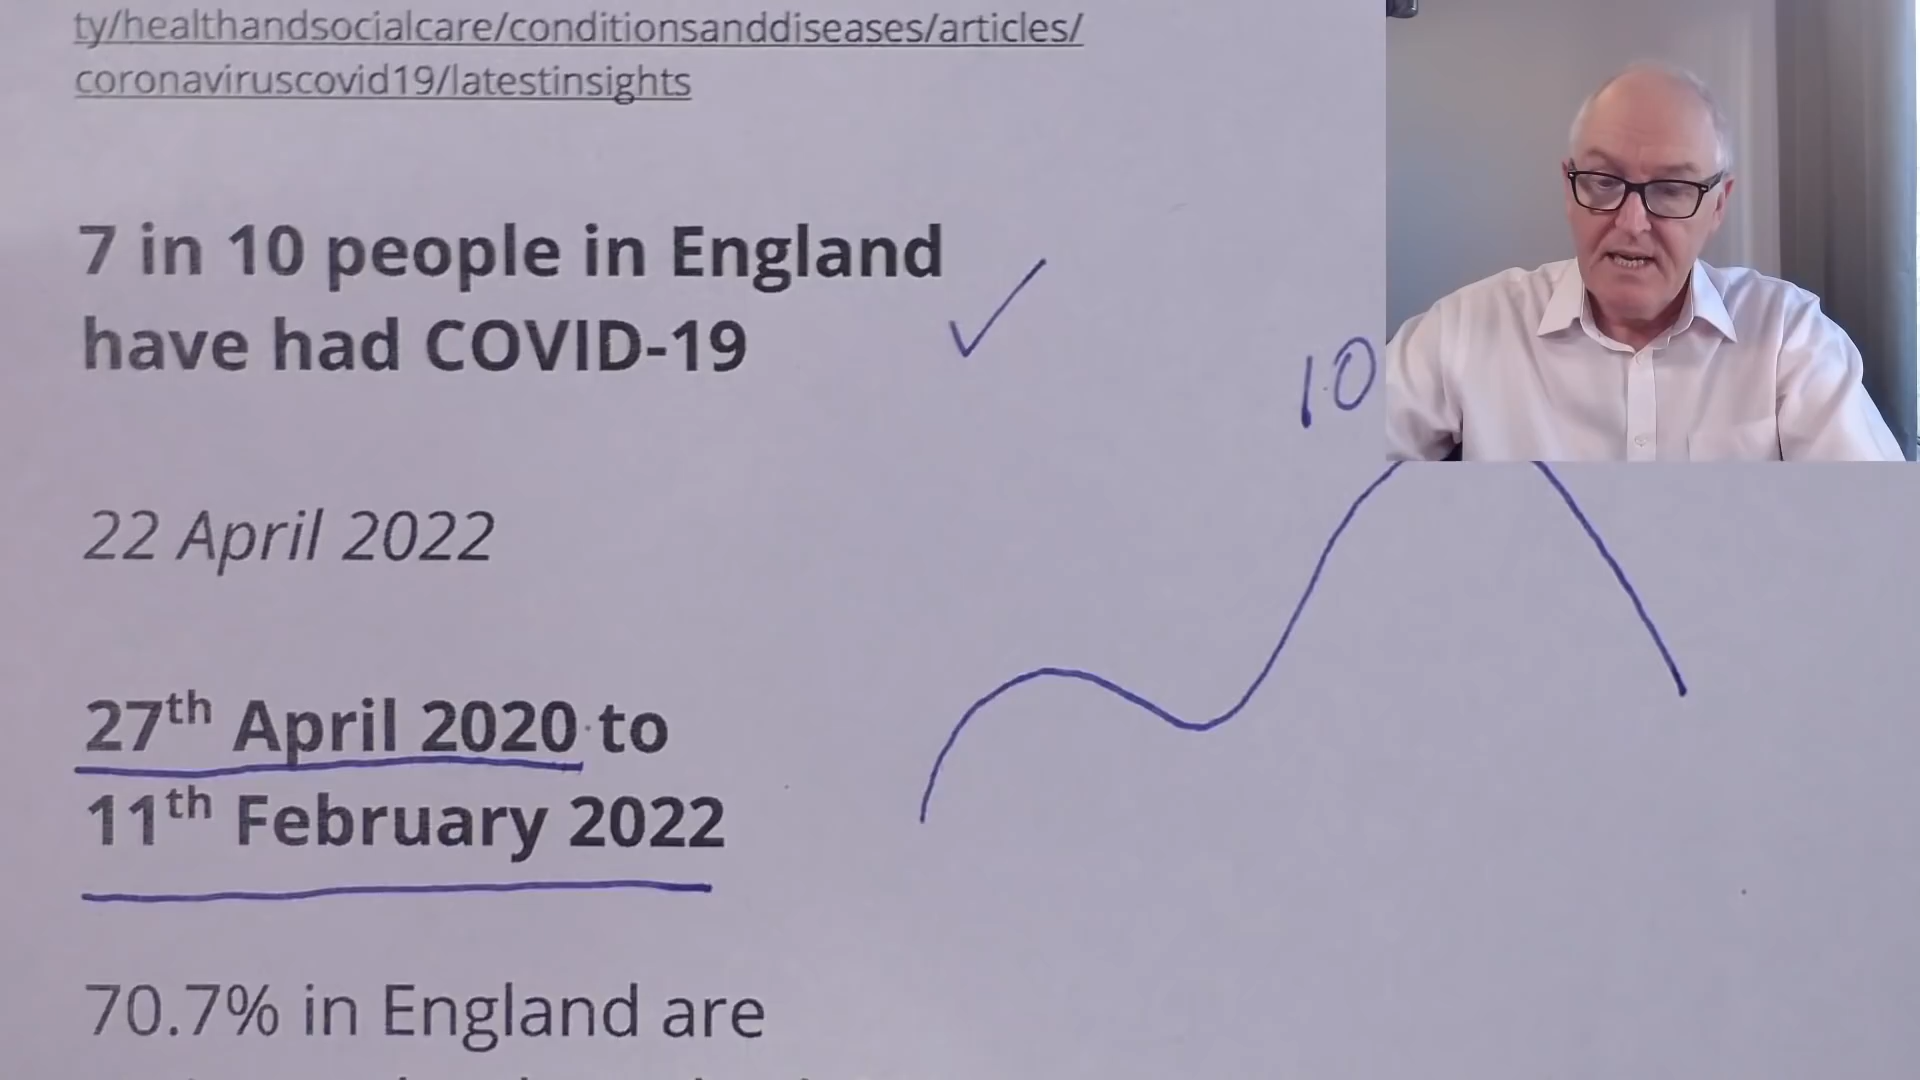 ty/healthandsocialcare/conditionsanddiseases/articles/
coronaviruscovid19/latestinsights
7 in 10 people in England
have had COVID-19
10
22 April 2022
27th April 2020 to
11th February 2022
70.7% in England are